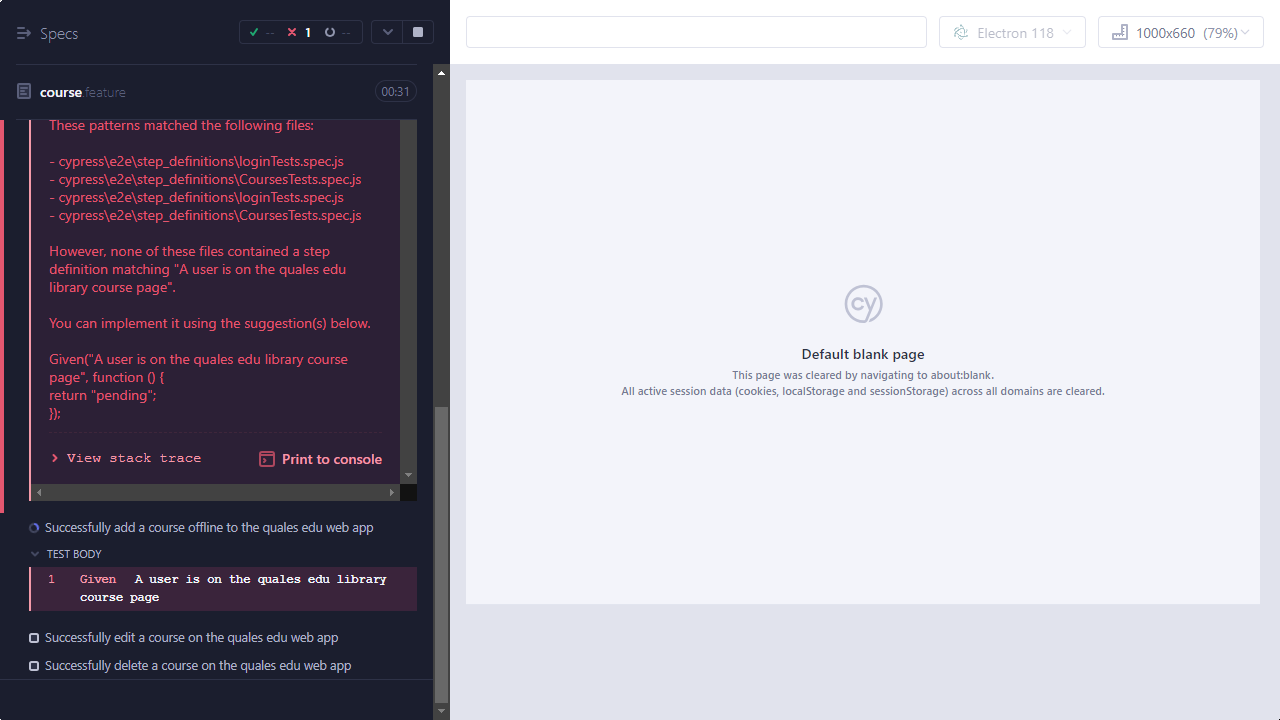 Specs
-- 1 --
Electron 118
1000x660 (79%)
course.feature
00:31
These patterns matched the following files:
- cypress\e2e\step_definitions\loginTests.spec.js
- cypress\e2e\step_definitions\CoursesTests.spec.js
- cypress\e2e\step_definitions\loginTests.spec.js
- cypress\e2e\step_definitions\CoursesTests.spec.js
However, none of these files contained a step
definition matching "A user is on the quales edu
library course page".
You can implement it using the suggestion(s) below.
Given("A user is on the quales edu library course
page", function () {
return "pending";
});
View stack trace
Print to console
Successfully add a course offline to the quales edu web app
TEST BODY
1 Given A user is on the quales edu library
course page
Successfully edit a course on the quales edu web app
Successfully delete a course on the quales edu web app
cy
Default blank page
This page was cleared by navigating to about:blank.
All active session data (cookies, localStorage and sessionStorage) across all domains are cleared.